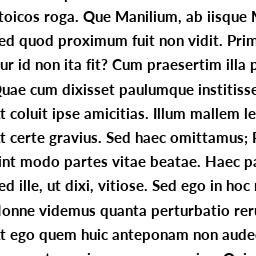 toicos roga. Que Manilium, ab iisque M
ed quod proximum fuit non vidit. Prim
ur id non ita fit? Cum praesertim illa p
Quae cum dixisset paulumque institisse
t coluit ipse amicitias. Illum mallem le
t certe gravius. Sed haec omittamus;
int modo partes vitae beatae. Haec pa
ed ille, ut dixi, vitiose. Sed ego in hoc
onne videmus quanta perturbatio reru
t ego quem huic anteponam non aude